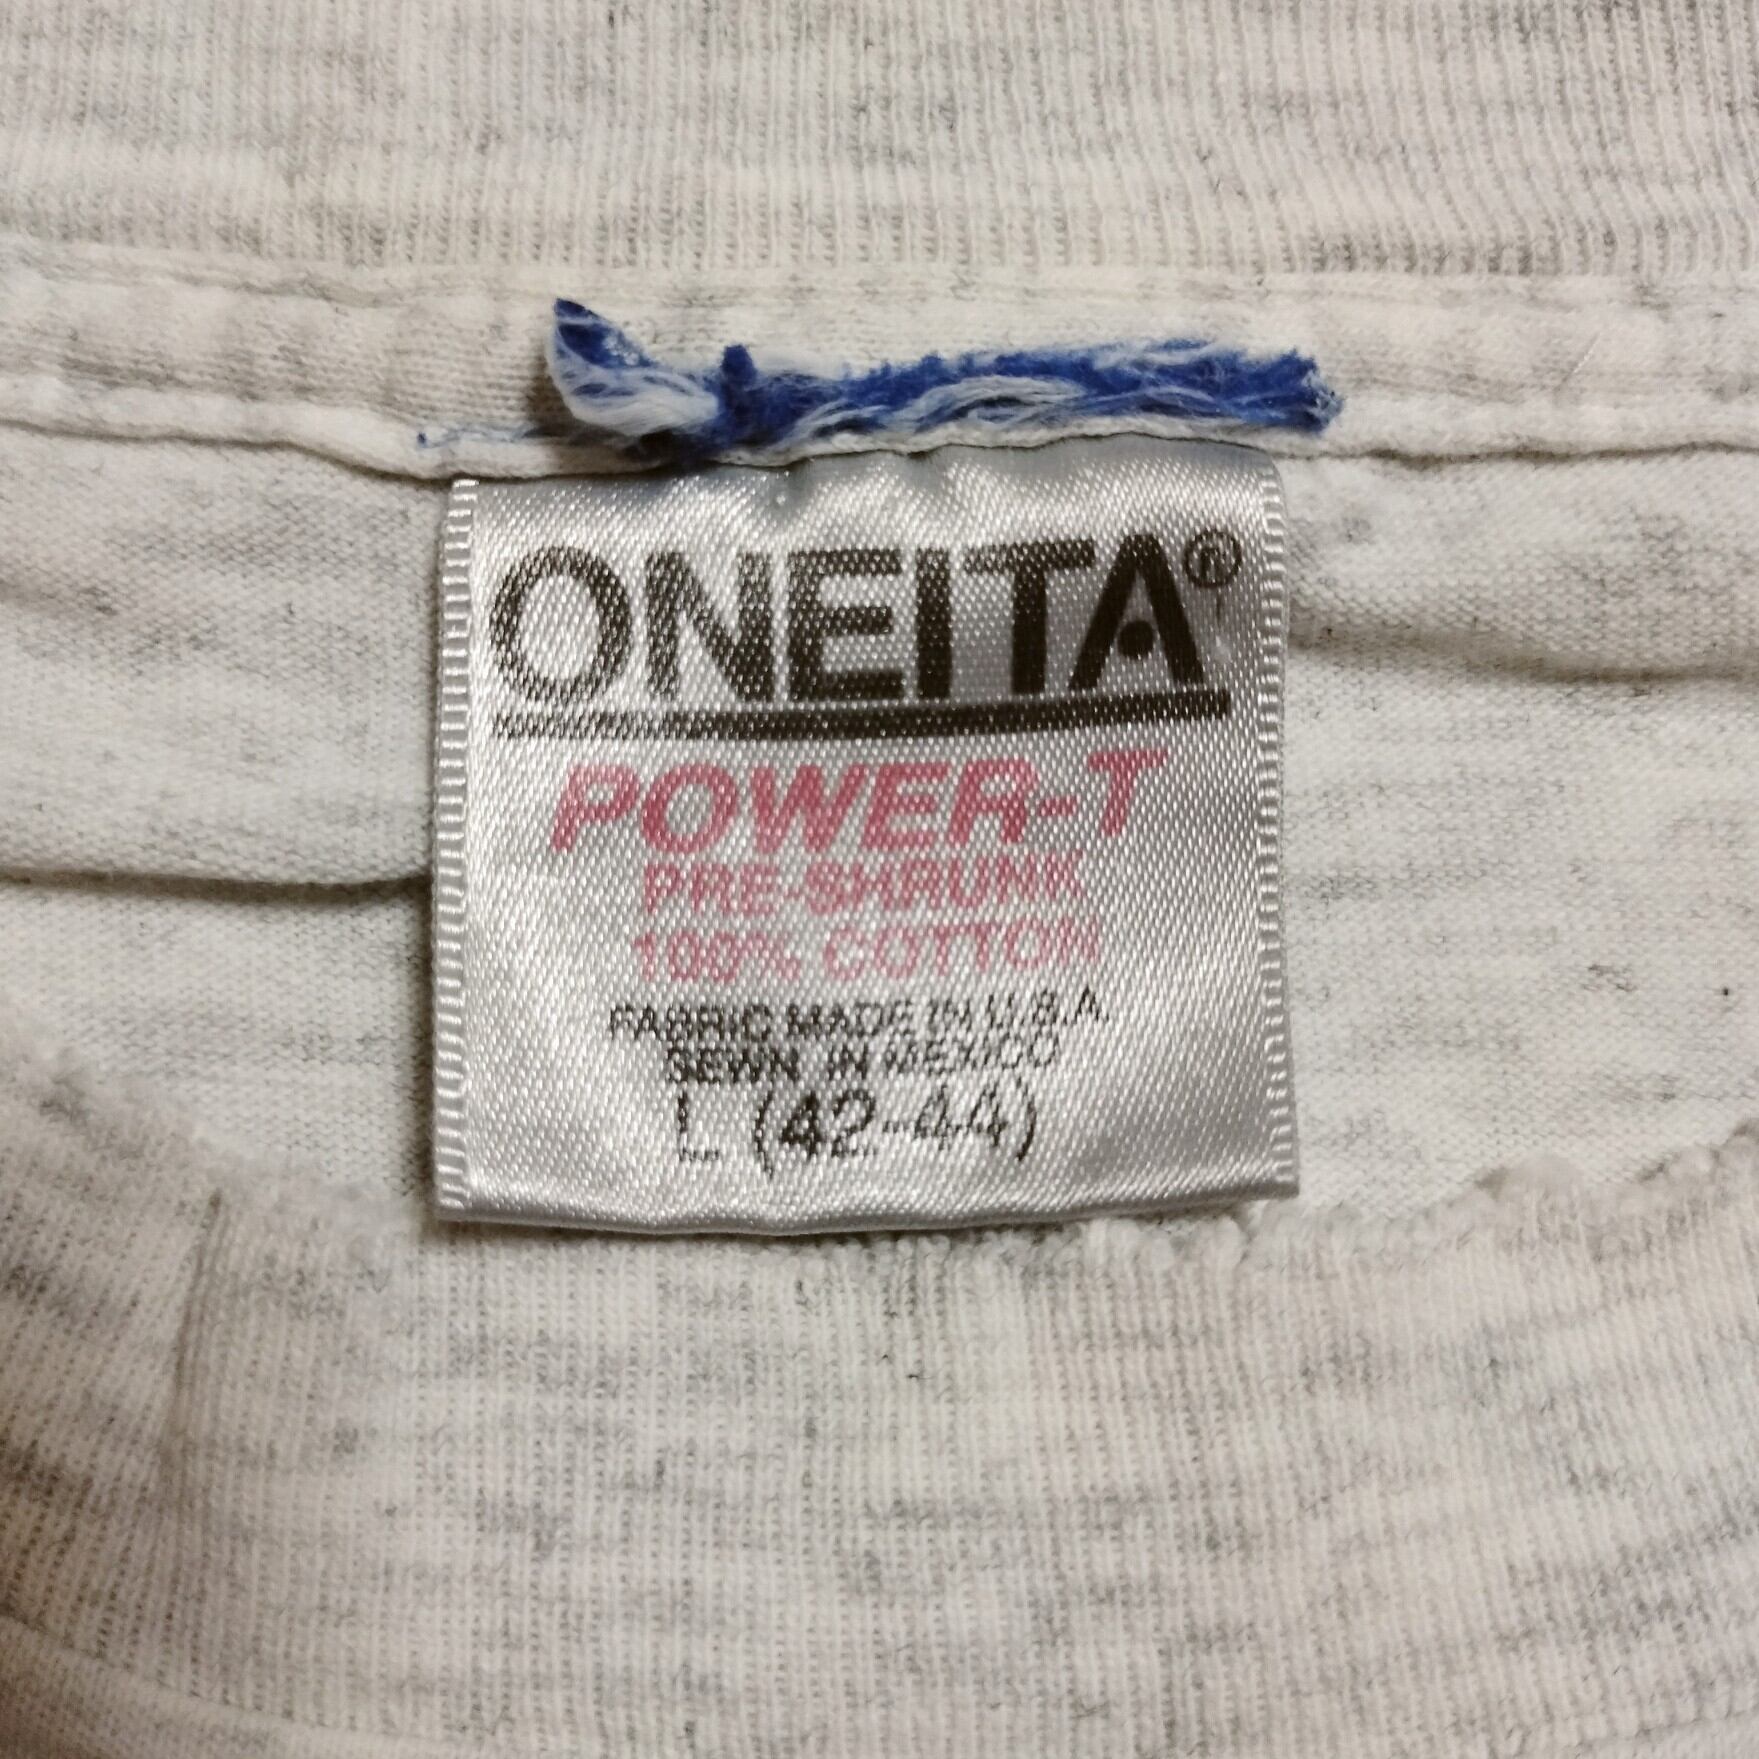 ONEITA®
POWER-T
PRE-SHRUNK
100% COTTON
FABRIC MADE IN U.S.A.
SEWN IN MEXICO
L (42-44)